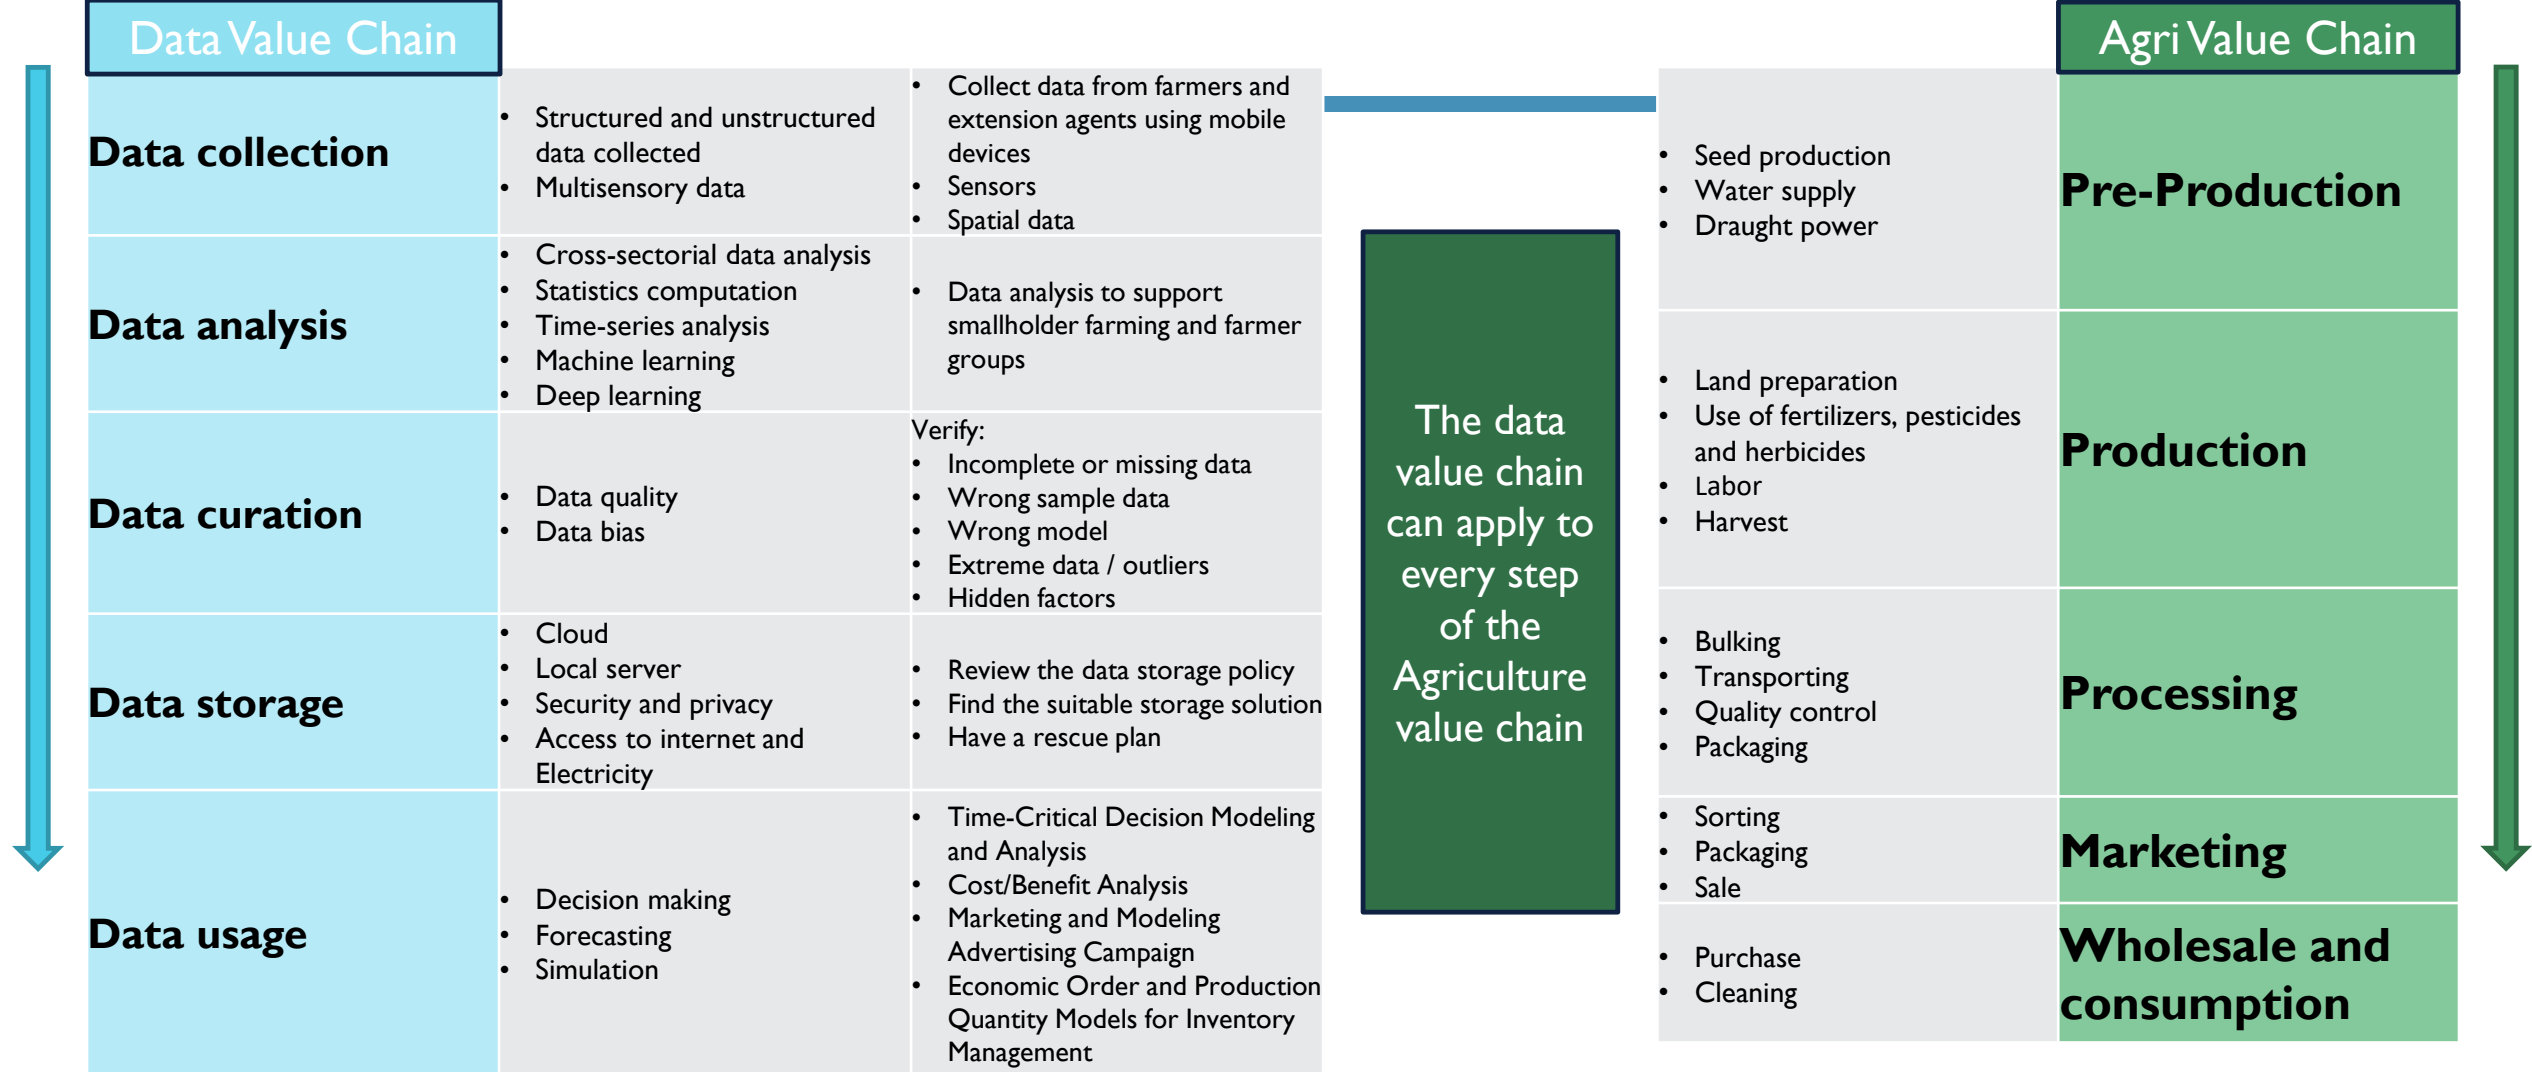 Data Value Chain
Data collection
• Structured and unstructured
data collected
• Multisensory data
• Collect data from farmers and
extension agents using mobile
devices
• Sensors
• Spatial data
Data analysis
• Cross-sectorial data analysis
• Statistics computation
• Time-series analysis
• Machine learning
• Deep learning
• Data analysis to support
smallholder farming and farmer
groups
Data curation
• Data quality
• Data bias
Verify:
• Incomplete or missing data
• Wrong sample data
• Wrong model
• Extreme data / outliers
• Hidden factors
Data storage
• Cloud
• Local server
• Security and privacy
• Access to internet and
Electricity
• Review the data storage policy
• Find the suitable storage solution
• Have a rescue plan
Data usage
• Decision making
• Forecasting
• Simulation
• Time-Critical Decision Modeling
and Analysis
• Cost/Benefit Analysis
• Marketing and Modeling
Advertising Campaign
• Economic Order and Production
Quantity Models for Inventory
Management
The data
value chain
can apply to
every step
of the
Agriculture
value chain
Agri Value Chain
• Seed production
• Water supply
• Draught power
Pre-Production
• Land preparation
• Use of fertilizers, pesticides
and herbicides
• Labor
• Harvest
Production
• Bulking
• Transporting
• Quality control
• Packaging
Processing
• Sorting
• Packaging
• Sale
Marketing
• Purchase
• Cleaning
Wholesale and
consumption